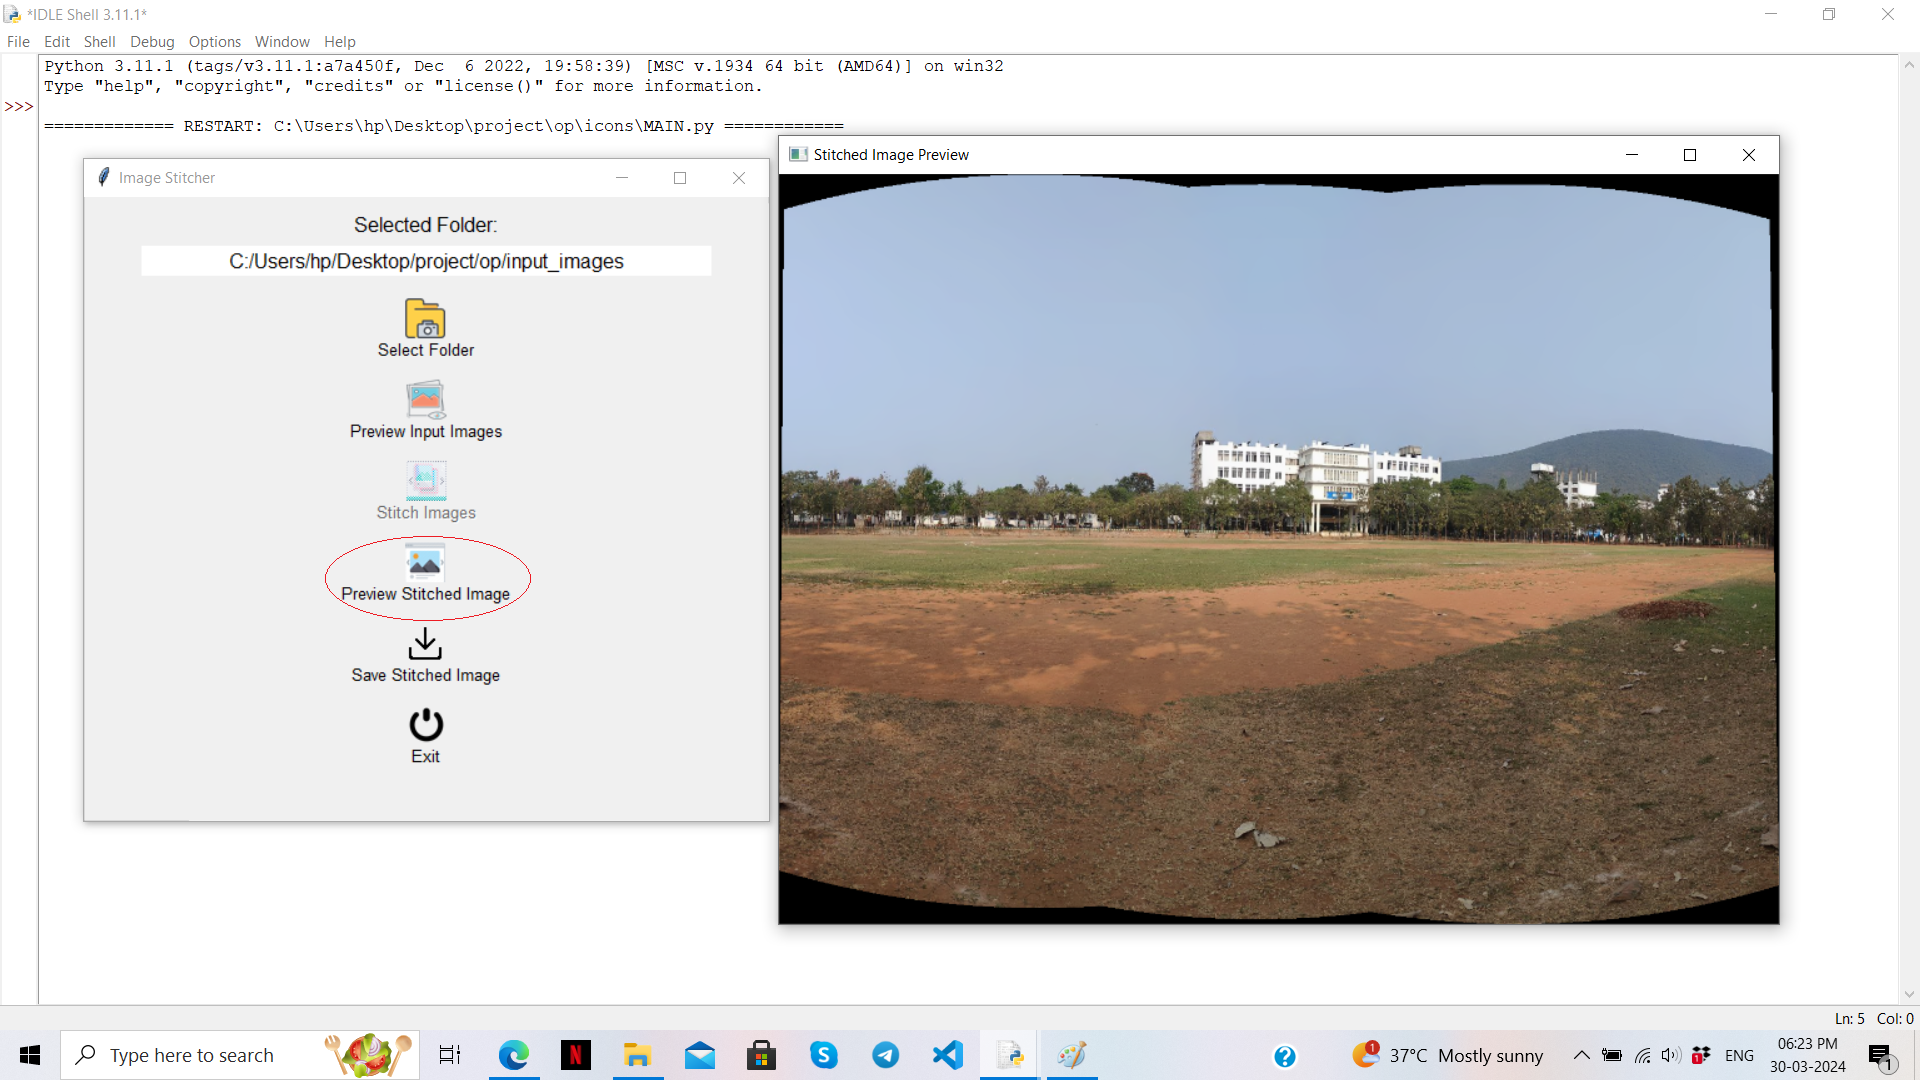 *IDLE Shell 3.11.1*
File Edit Shell Debug Options Window Help
Python 3.11.1 (tags/v3.11.1:a7a450f, Dec  6 2022, 19:58:39) [MSC v.1934 64 bit (AMD64)] on win32
Type "help", "copyright", "credits" or "license()" for more information.
>>>
============= RESTART: C:\Users\hp\Desktop\project\op\icons\MAIN.py ============
Image Stitcher
Selected Folder:
C:/Users/hp/Desktop/project/op/input_images
Select Folder
Preview Input Images
Stitch Images
Preview Stitched Image
Save Stitched Image
Exit
Stitched Image Preview
Ln: 5 Col: 0
Type here to search
N
S
?
1
37°C Mostly sunny
1
ENG
06:23 PM
30-03-2024
1